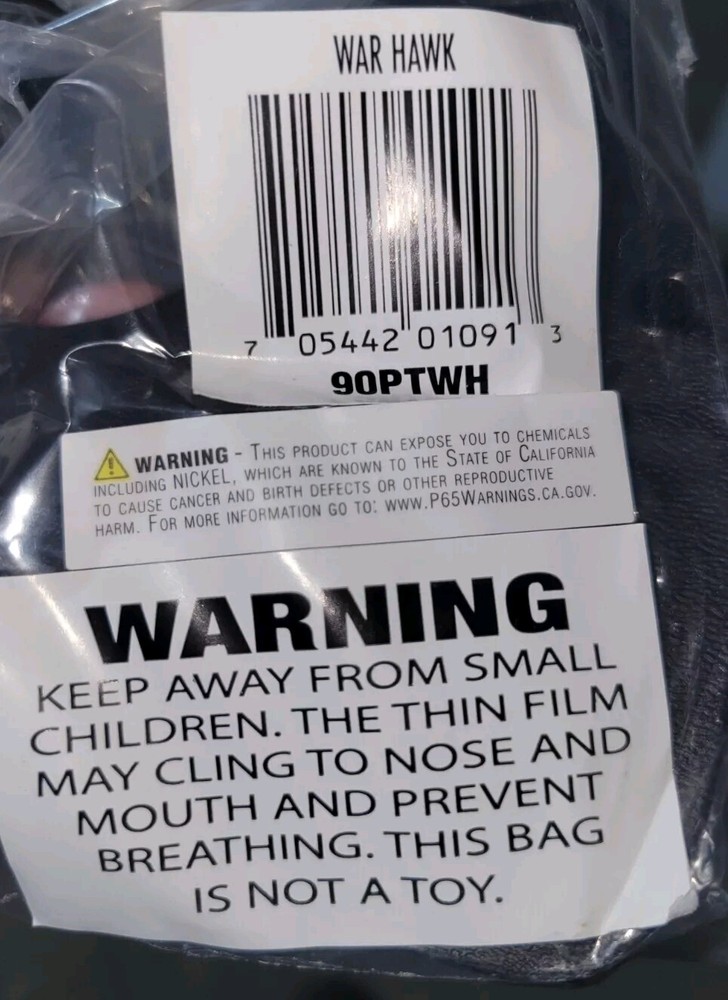 WAR HAWK
7 05442 01091 3
90PTWH
WARNING - THIS PRODUCT CAN EXPOSE YOU TO CHEMICALS
INCLUDING NICKEL, WHICH ARE KNOWN TO THE STATE OF CALIFORNIA
TO CAUSE CANCER AND BIRTH DEFECTS OR OTHER REPRODUCTIVE
HARM. FOR MORE INFORMATION GO TO: WWW.P65WARNINGS.CA.GOV.
WARNING
KEEP AWAY FROM SMALL
CHILDREN. THE THIN FILM
MAY CLING TO NOSE AND
MOUTH AND PREVENT
BREATHING. THIS BAG
IS NOT A TOY.